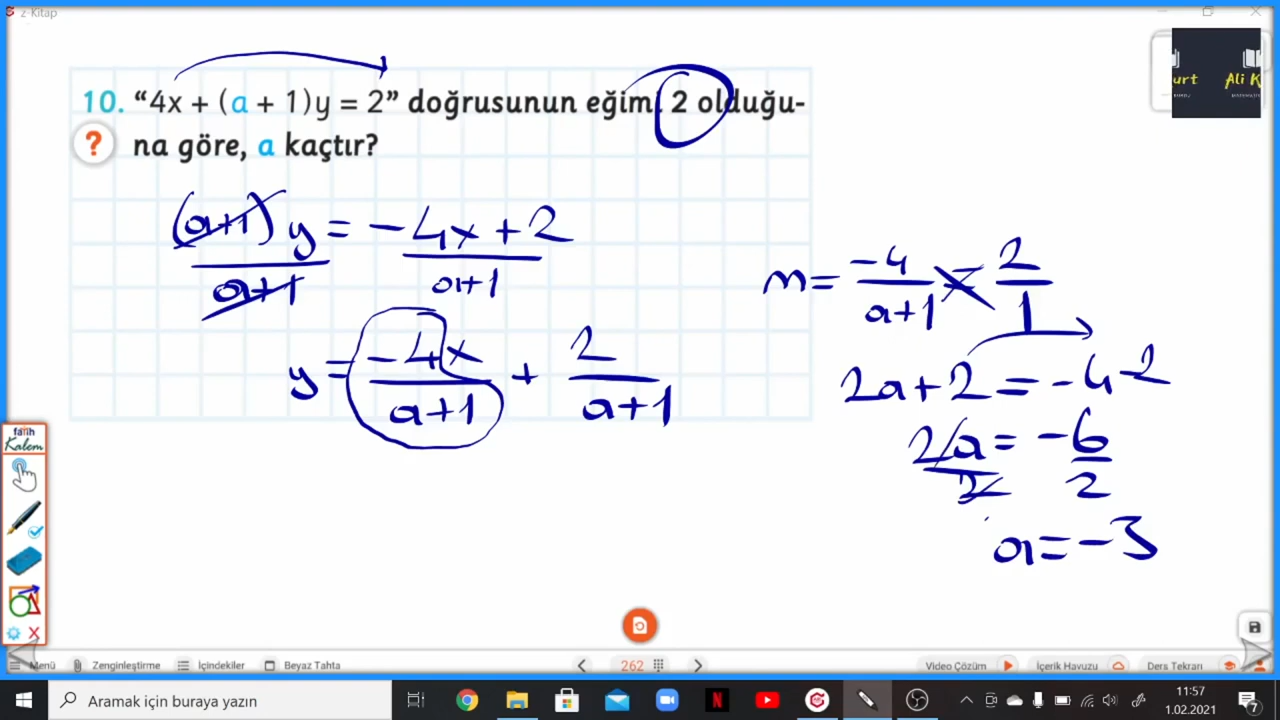 z-Kitap
urt
Ali K
10. “4x + (a + 1)y = 2” doğrusunun eğimi 2 olduğu-
? na göre, a kaçtır?
(a+1) y = -4x + 2
a+1 a+1
y = -4x/a+1 + 2/a+1
m = -4/a+1 = 2/1
2a+2 = -4 -2
2a/2 = -6/2
a = -3
fatih
Kalem
Menü Zenginleştirme İçindekiler Beyaz Tahta 262 Video Çözüm İçerik Havuzu Ders Tekrarı
Aramak için buraya yazın
11:57
1.02.2021
7